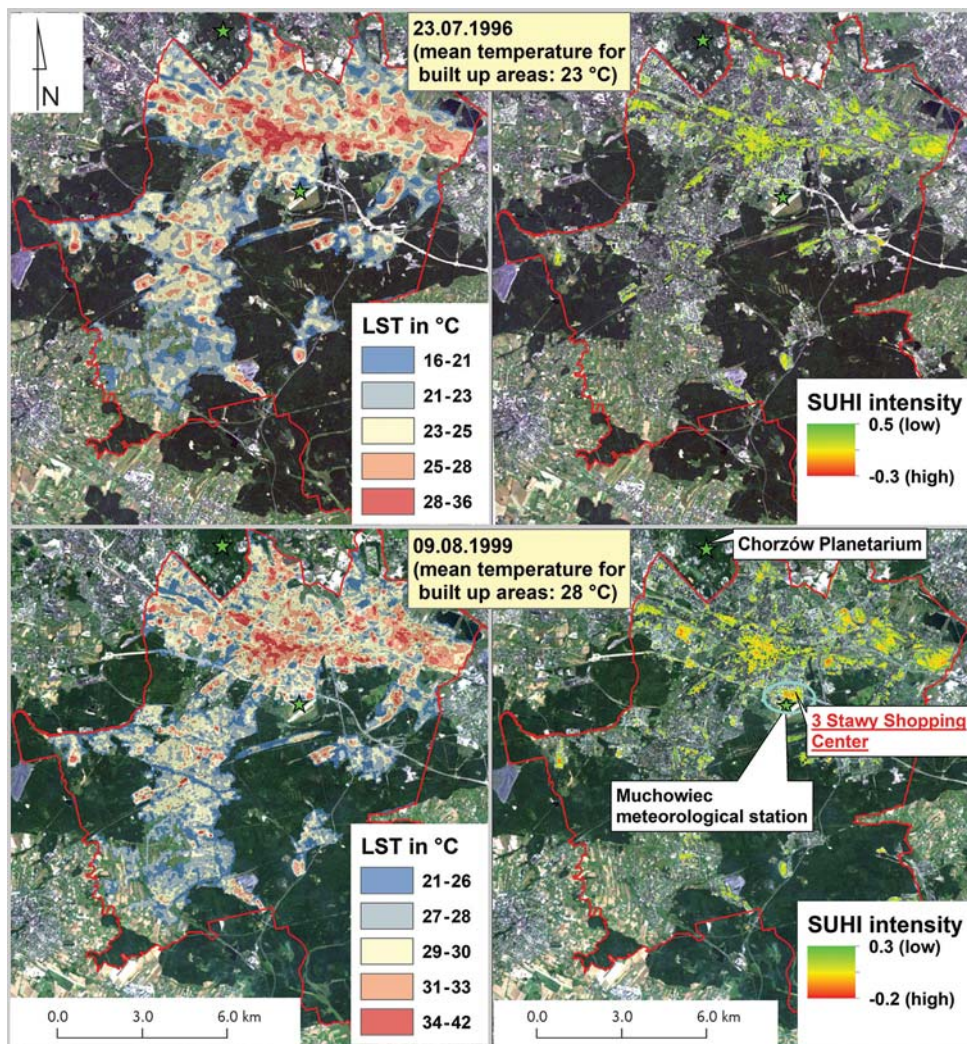 23.07.1996
(mean temperature for
built up areas: 23 °C)
N
LST in °C
16-21
21-23
23-25
25-28
28-36
SUHI intensity
0.5 (low)
-0.3 (high)
09.08.1999
(mean temperature for
built up areas: 28 °C)
Chorzów Planetarium
3 Stawy Shopping
Center
Muchowiec
meteorological station
LST in °C
21-26
27-28
29-30
31-33
34-42
SUHI intensity
0.3 (low)
-0.2 (high)
0.0 3.0 6.0 km
0.0 3.0 6.0 km